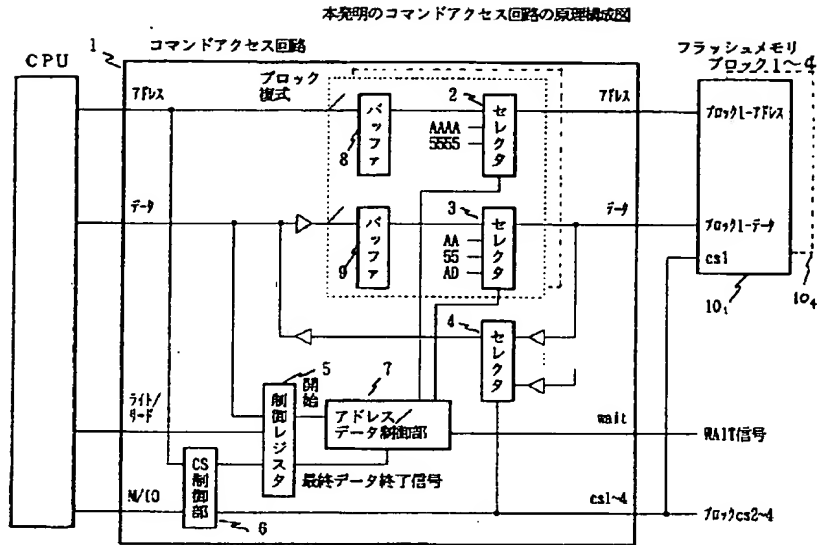 本発明のコマンドアクセス回路の原理構成図
1
コマンドアクセス回路
CPU
フラッシュメモリ
ブロック1〜4
アドレス
ブロック
複式
バッファ
8
AAAA
5555
2
セレクタ
アドレス
ブロック1-アドレス
データ
バッファ
9
AA
55
AD
3
セレクタ
データ
ブロック1-データ
cs1
10₁
10₄
4
セレクタ
5
開始
7
ライト/
リード
制御レジスタ
アドレス/
データ制御部
wait
WAIT信号
最終データ終了信号
M/IO
CS制御部
6
cs1~4
ブロックcs2~4